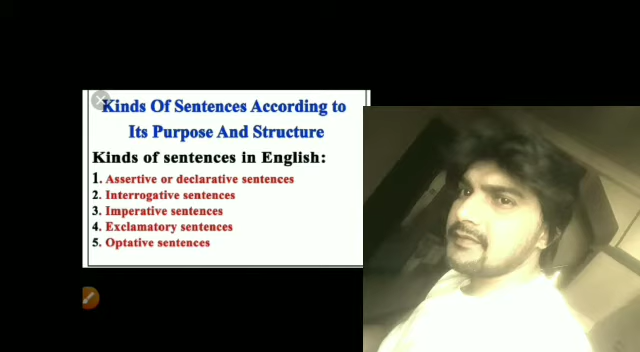 Kinds Of Sentences According to
Its Purpose And Structure
Kinds of sentences in English:
1. Assertive or declarative sentences
2. Interrogative sentences
3. Imperative sentences
4. Exclamatory sentences
5. Optative sentences